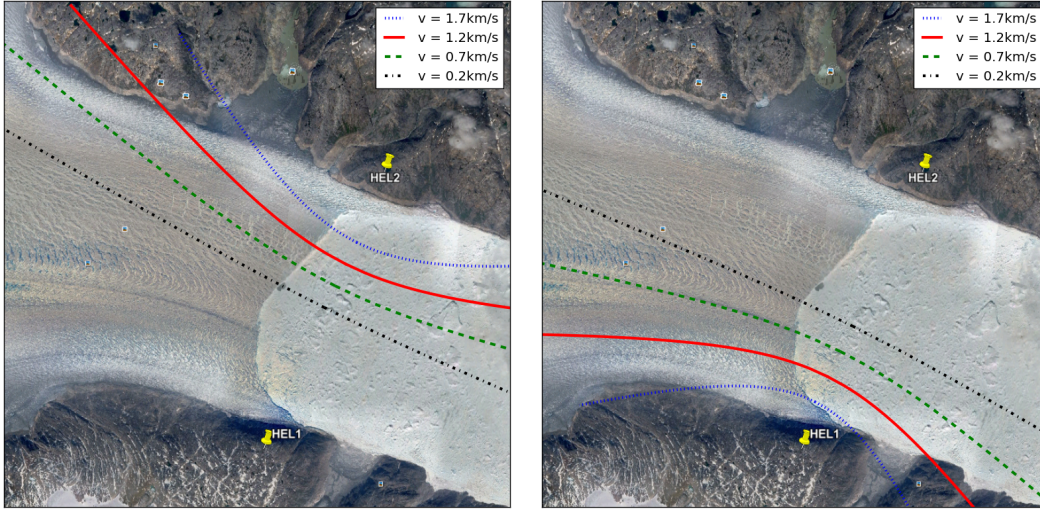 v = 1.7km/s
v = 1.2km/s
v = 0.7km/s
v = 0.2km/s
HEL2
HEL1
v = 1.7km/s
v = 1.2km/s
v = 0.7km/s
v = 0.2km/s
HEL2
HEL1